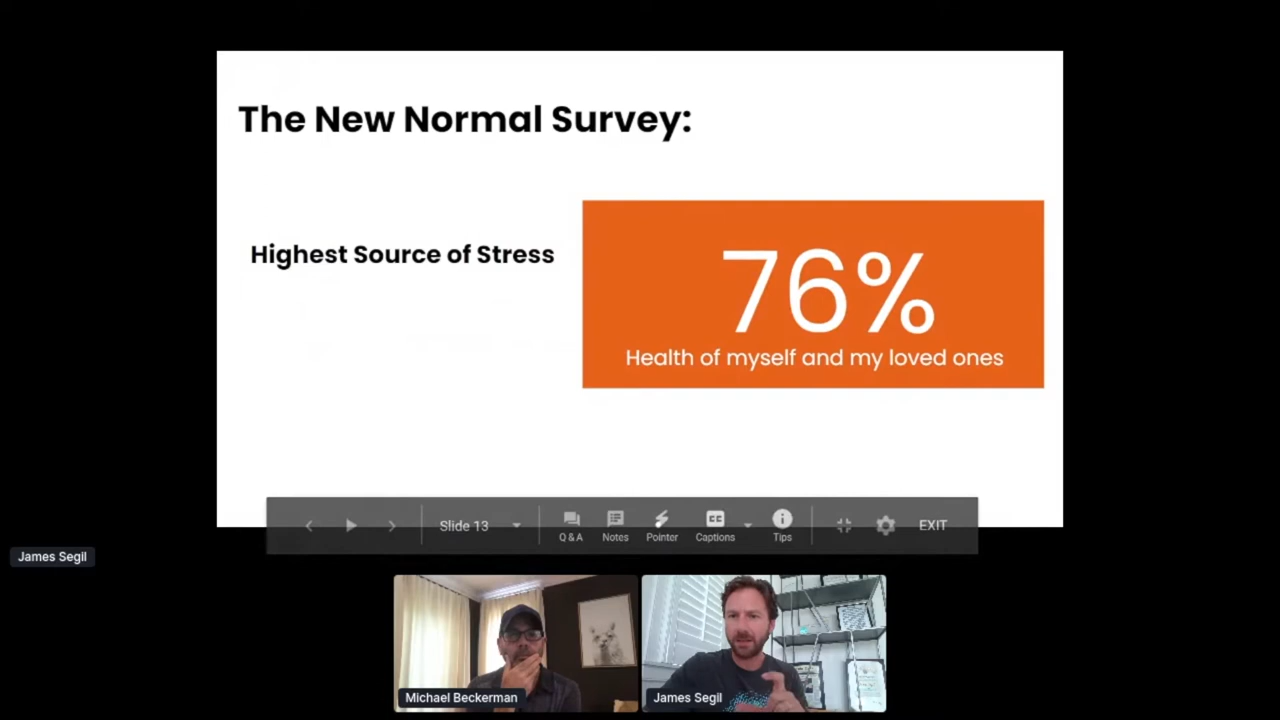 The New Normal Survey:
Highest Source of Stress
76%
Health of myself and my loved ones
Slide 13
Q & A
Notes
Pointer
Captions
Tips
EXIT
James Segil
Michael Beckerman
James Segil